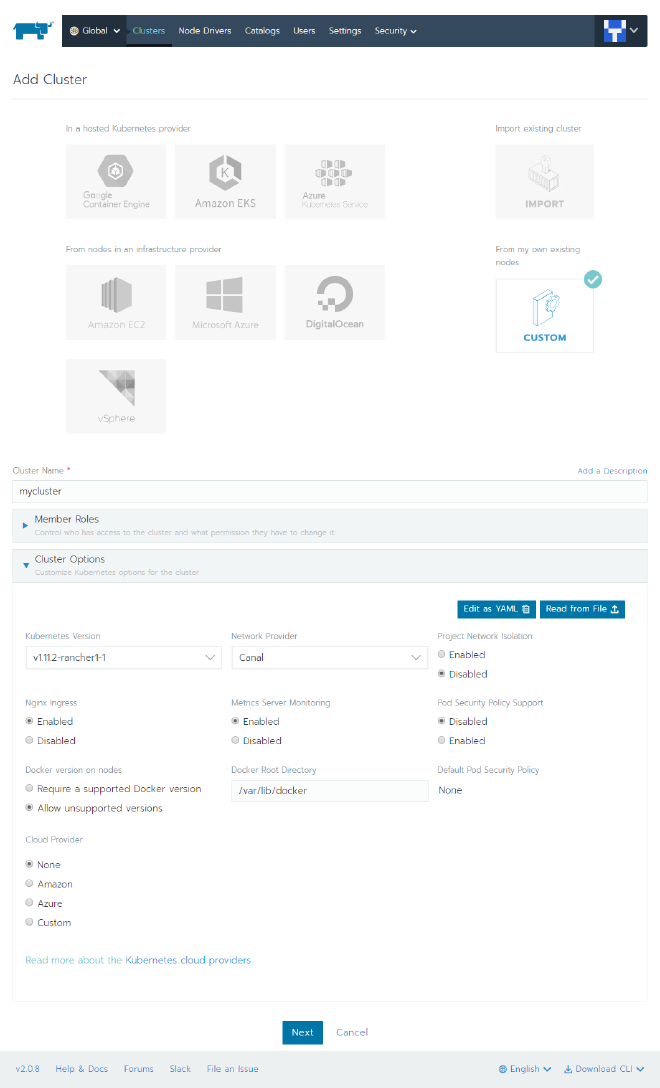 Global Clusters Node Drivers Catalogs Users Settings Security
Add Cluster
In a hosted Kubernetes provider
Import existing cluster
Google
Container Engine
Amazon EKS
Azure
Kubernetes Service
IMPORT
From nodes in an infrastructure provider
From my own existing
nodes
Amazon EC2
Microsoft Azure
DigitalOcean
CUSTOM
vSphere
Cluster Name *
Add a Description
mycluster
Member Roles
Control who has access to the cluster and what permission they have to change it.
Cluster Options
Customize Kubernetes options for the cluster
Edit as YAML Read from File
Kubernetes Version Network Provider Project Network Isolation
v1.11.2-rancher1-1 Canal Enabled
Disabled
Nginx Ingress Metrics Server Monitoring Pod Security Policy Support
Enabled Enabled Disabled
Disabled Disabled Enabled
Docker version on nodes Docker Root Directory Default Pod Security Policy
Require a supported Docker version /var/lib/docker None
Allow unsupported versions
Cloud Provider
None
Amazon
Azure
Custom
Read more about the Kubernetes cloud providers
Next Cancel
v2.0.8 Help & Docs Forums Slack File an Issue English Download CLI